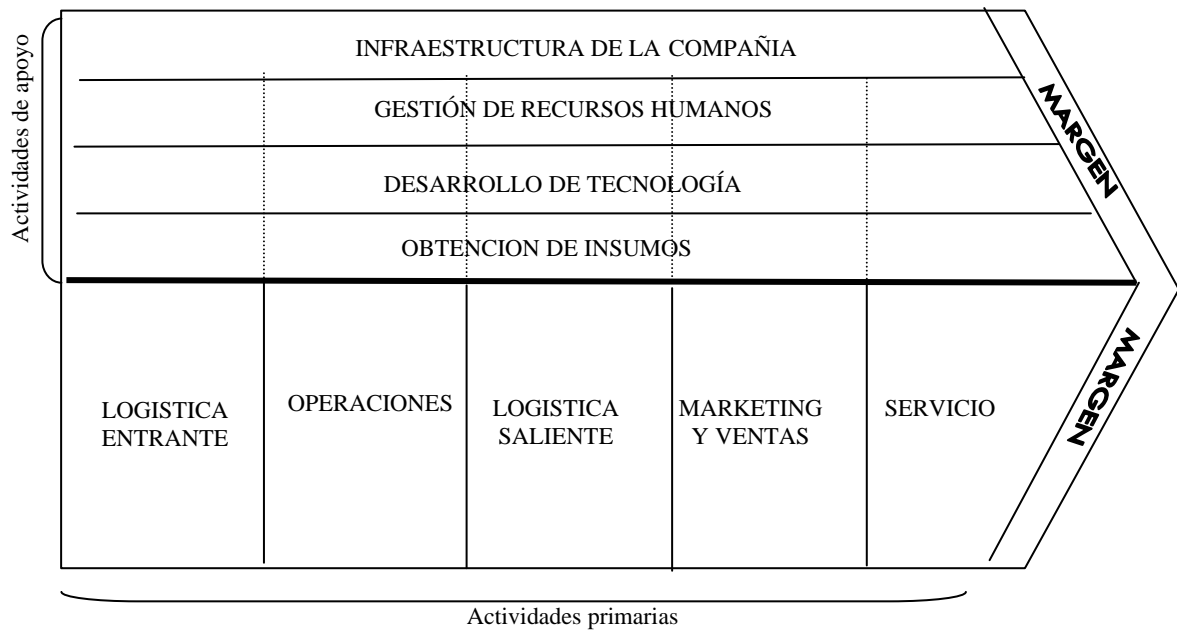 Actividades de apoyo
INFRAESTRUCTURA DE LA COMPAÑIA
GESTIÓN DE RECURSOS HUMANOS
DESARROLLO DE TECNOLOGÍA
OBTENCION DE INSUMOS
MARGEN
LOGISTICA
ENTRANTE
OPERACIONES
LOGISTICA
SALIENTE
MARKETING
Y VENTAS
SERVICIO
MARGEN
Actividades primarias